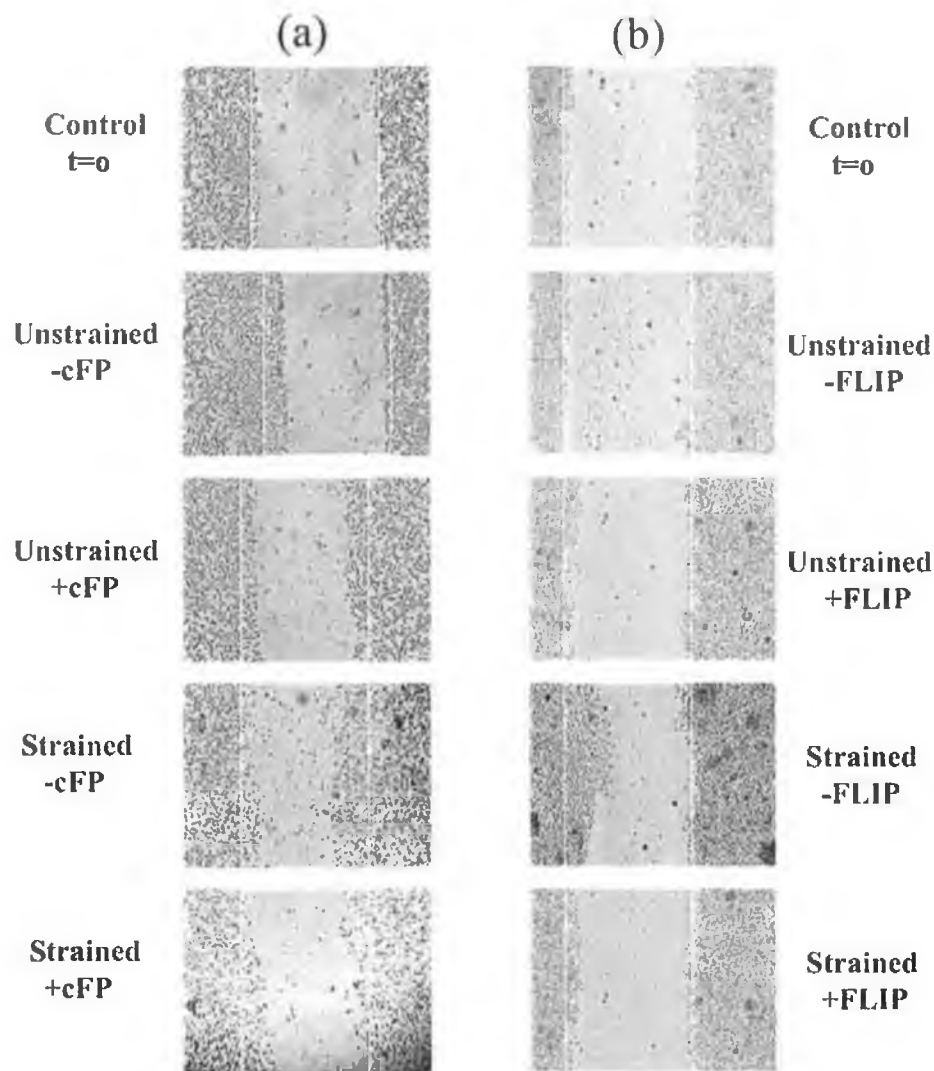 (a)
(b)
Control
t=o
Control
t=o
Unstrained
-cFP
Unstrained
-FLIP
Unstrained
+cFP
Unstrained
+FLIP
Strained
-cFP
Strained
-FLIP
Strained
+cFP
Strained
+FLIP